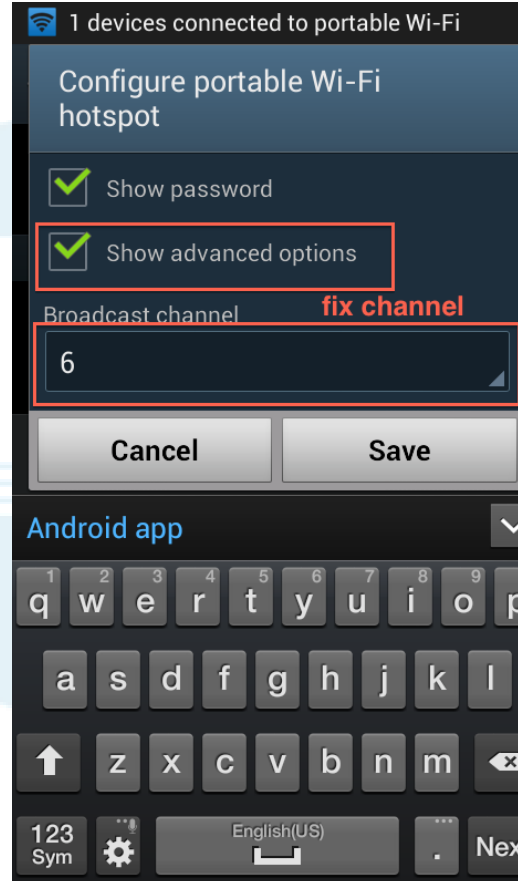 1 devices connected to portable Wi-Fi
Configure portable Wi-Fi
hotspot
Show password
Show advanced options
Broadcast channel fix channel
6
Cancel Save
Android app
1 2 3 4 5 6 7 8 9
q w e r t y u i o p
a s d f g h j k l
z x c v b n m
123 English(US)
Sym . Nex